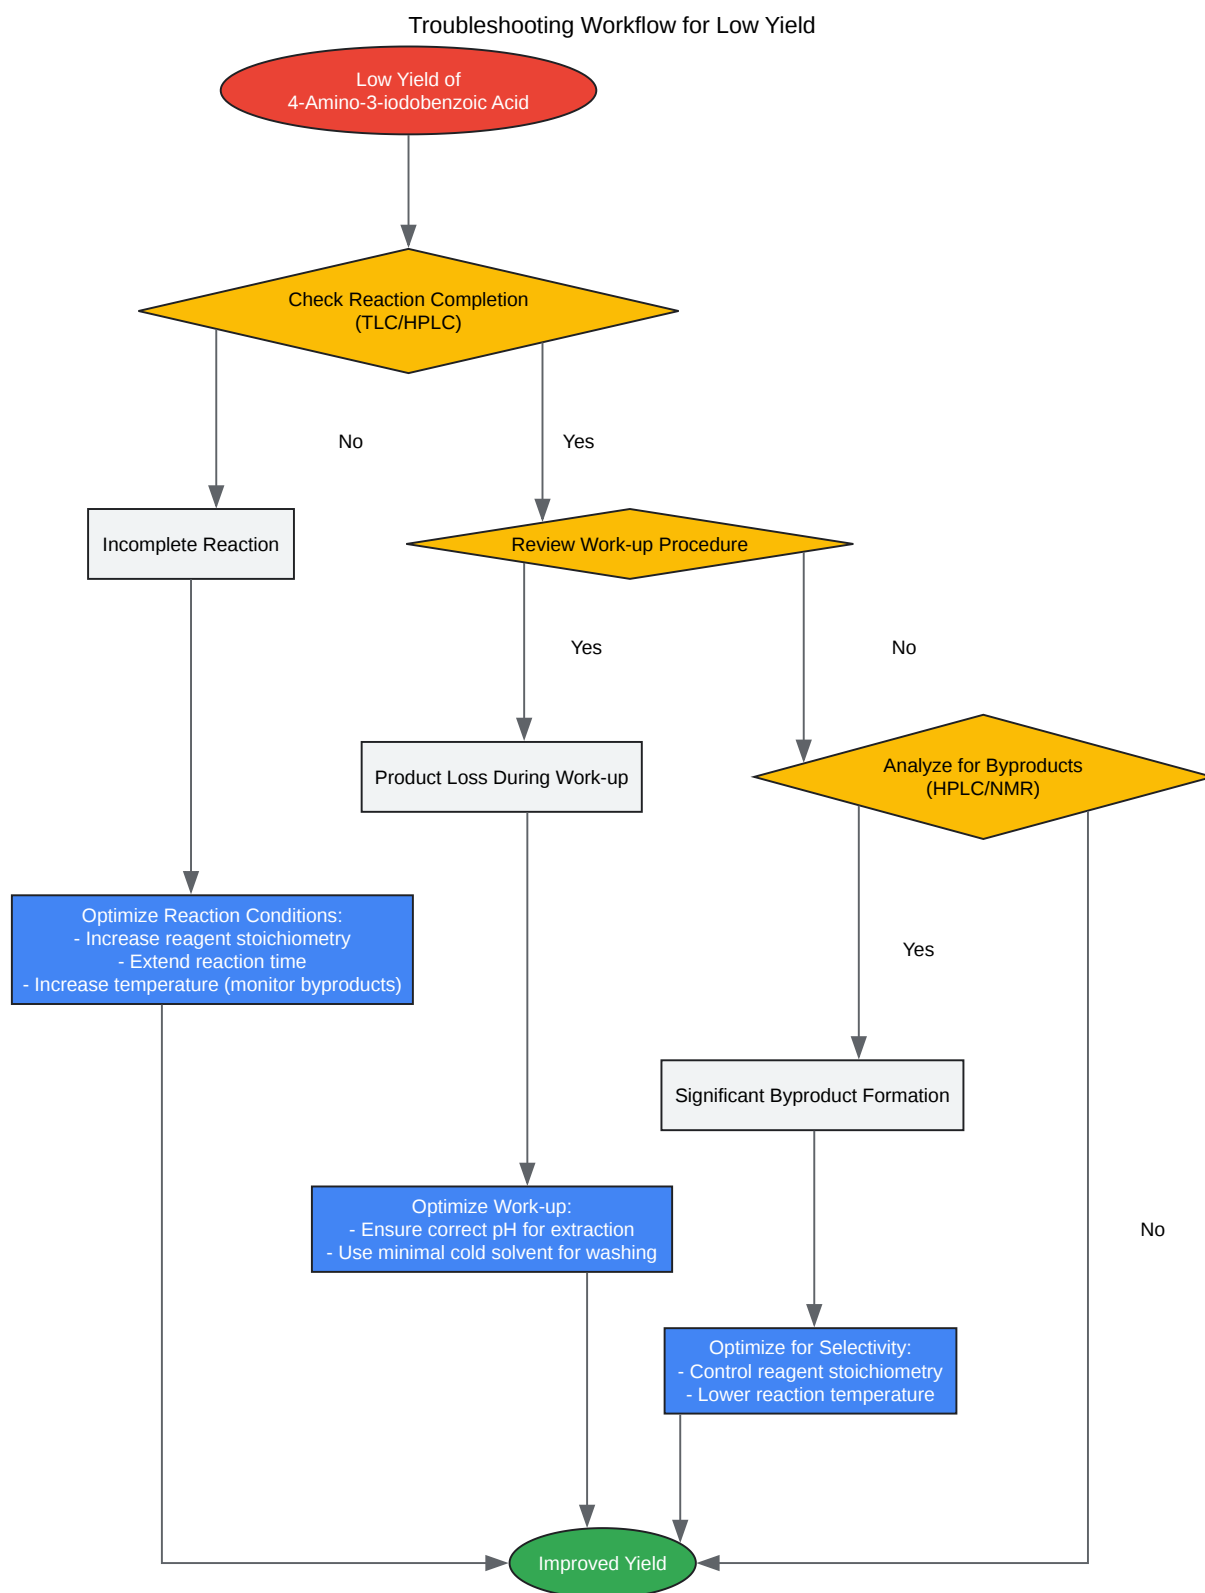 Troubleshooting Workflow for Low Yield
Low Yield of
4-Amino-3-iodobenzoic Acid
Check Reaction Completion
(TLC/HPLC)
No
Yes
Incomplete Reaction
Review Work-up Procedure
Yes
No
Product Loss During Work-up
Analyze for Byproducts
(HPLC/NMR)
Optimize Reaction Conditions:
- Increase reagent stoichiometry
- Extend reaction time
- Increase temperature (monitor byproducts)
Yes
Significant Byproduct Formation
Optimize Work-up:
- Ensure correct pH for extraction
- Use minimal cold solvent for washing
No
Optimize for Selectivity:
- Control reagent stoichiometry
- Lower reaction temperature
Improved Yield